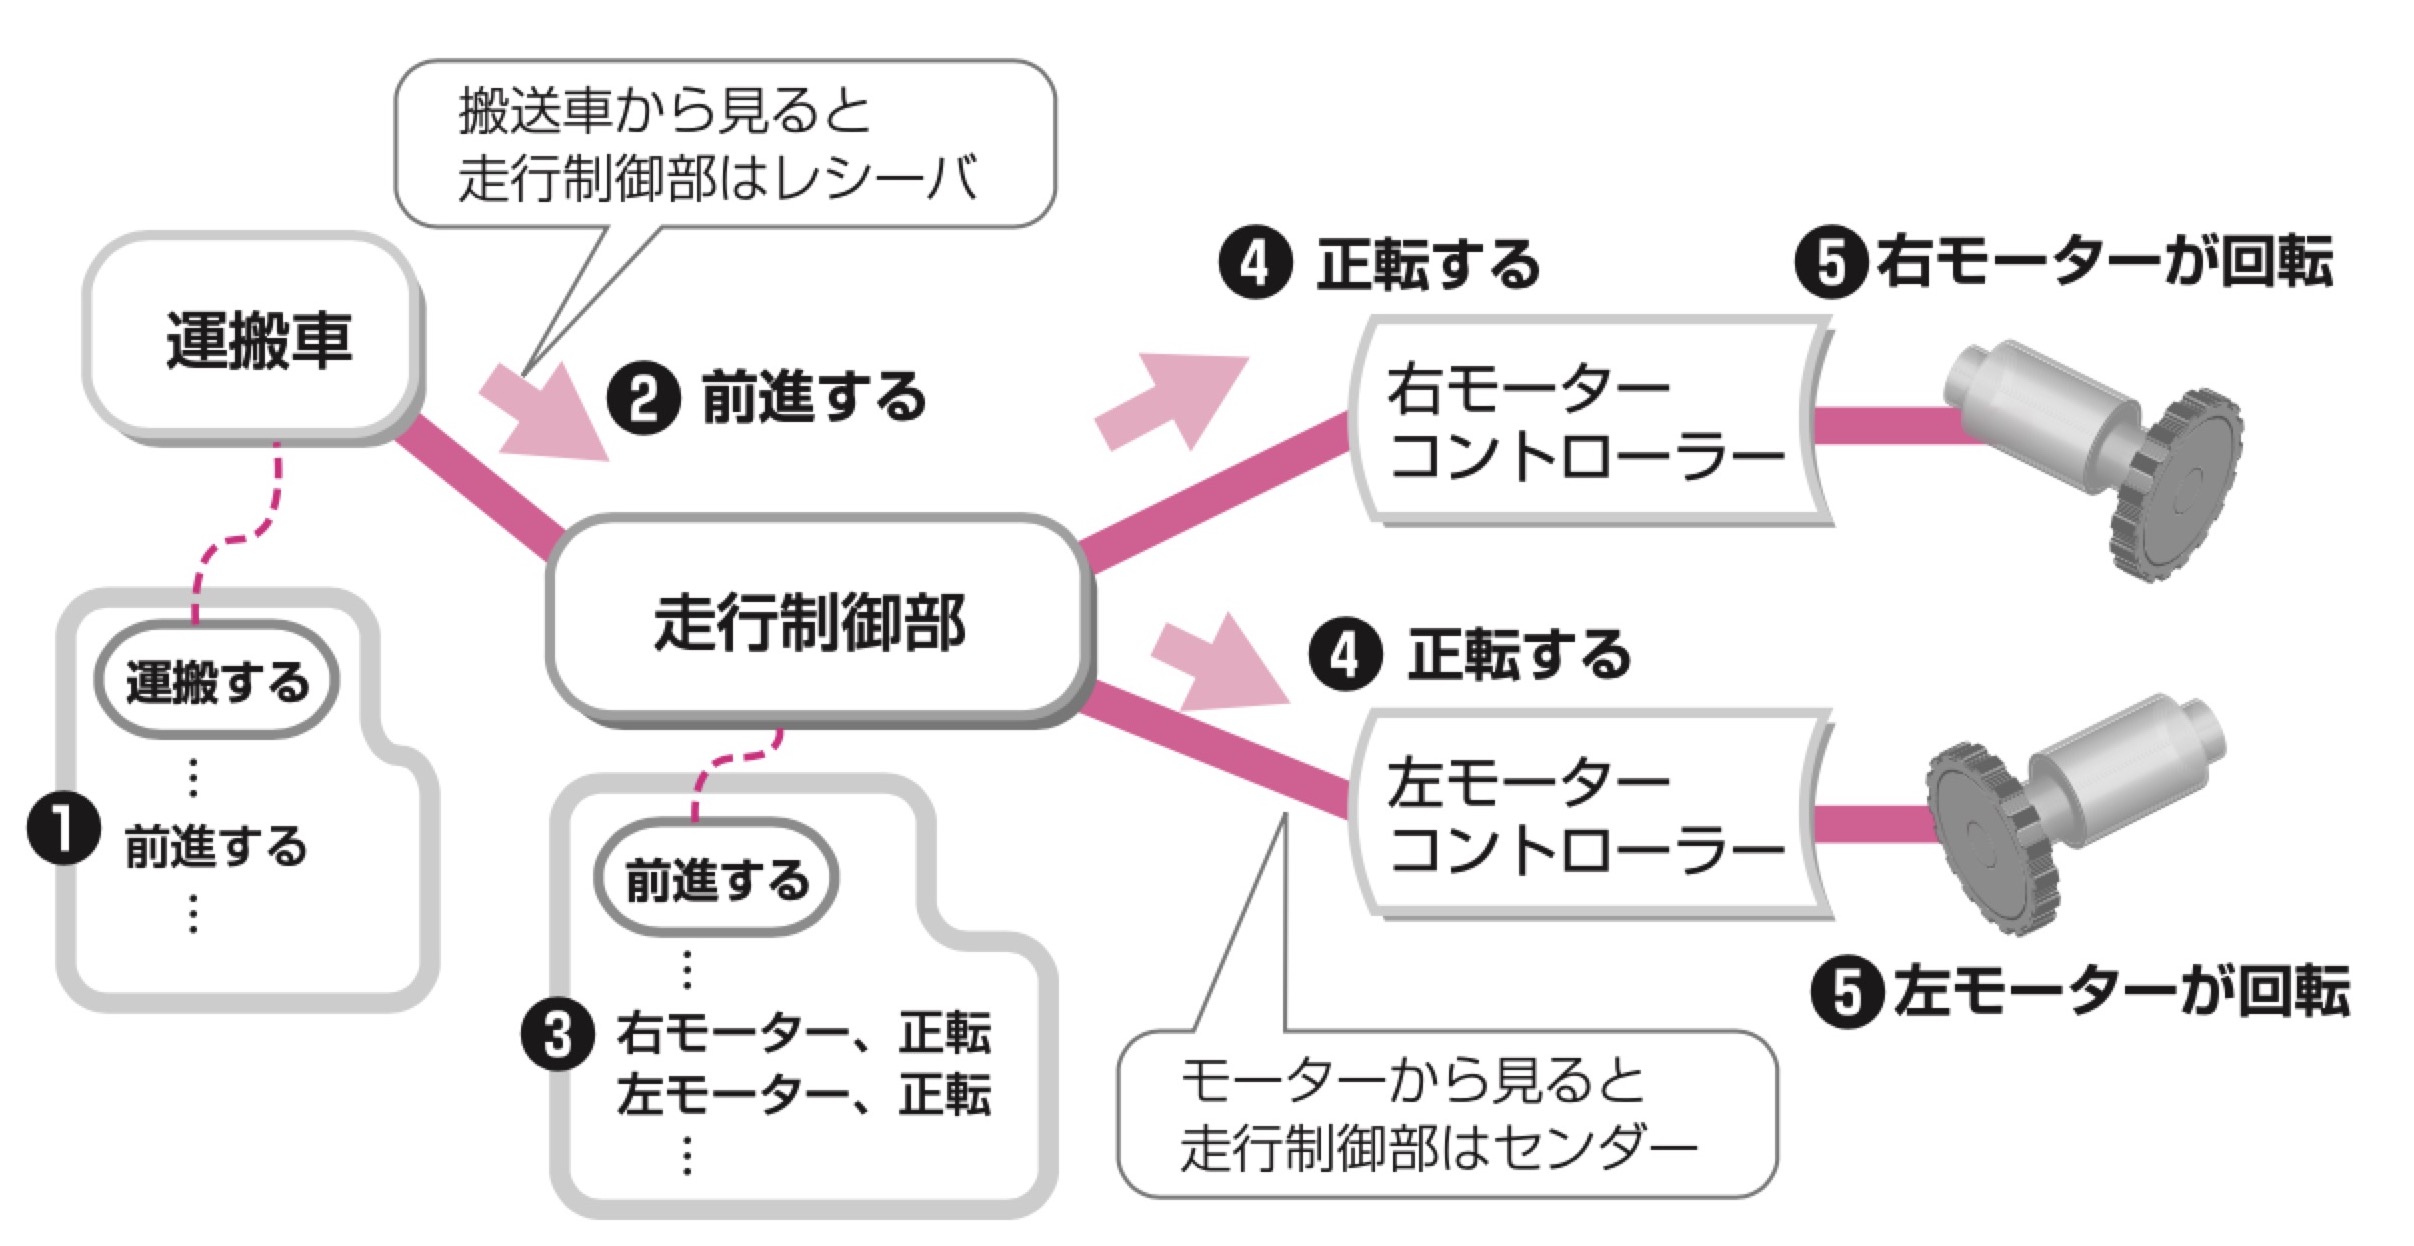 搬送車から見ると
走行制御部はレシーバ
運搬車
❷ 前進する
❹ 正転する
❺右モーターが回転
右モーター
コントローラー
走行制御部
❹ 正転する
左モーター
コントローラー
❺左モーターが回転
運搬する
⋮
❶ 前進する
⋮
前進する
⋮
❸ 右モーター、正転
左モーター、正転
⋮
モーターから見ると
走行制御部はセンダー